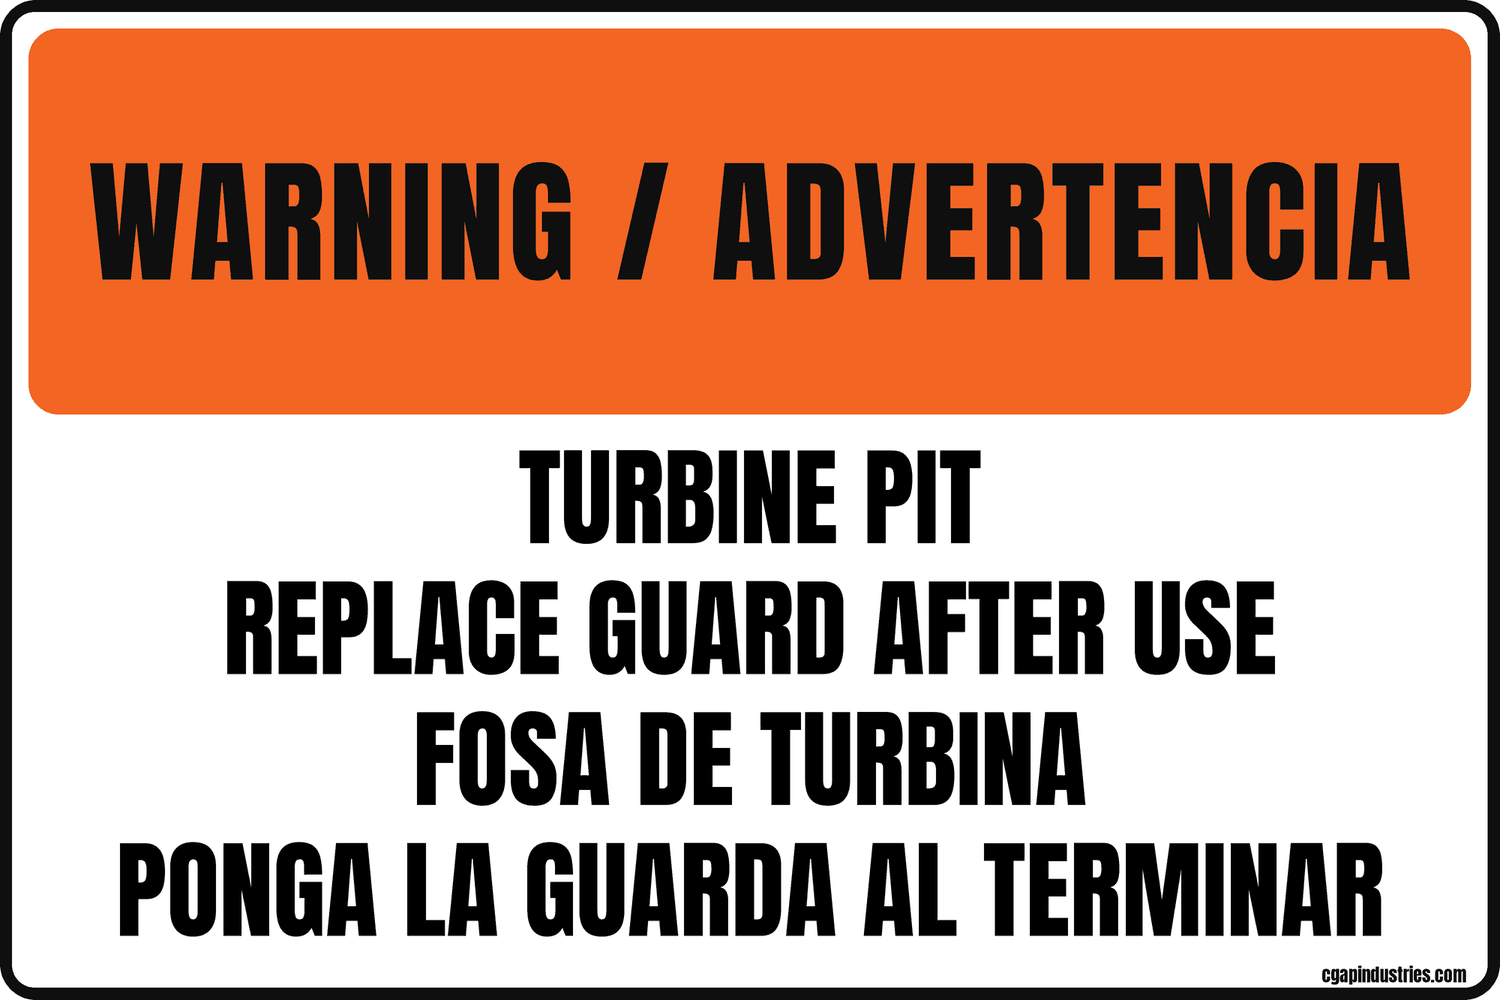 WARNING / ADVERTENCIA
TURBINE PIT
REPLACE GUARD AFTER USE
FOSA DE TURBINA
PONGA LA GUARDA AL TERMINAR
cgapindustries.com